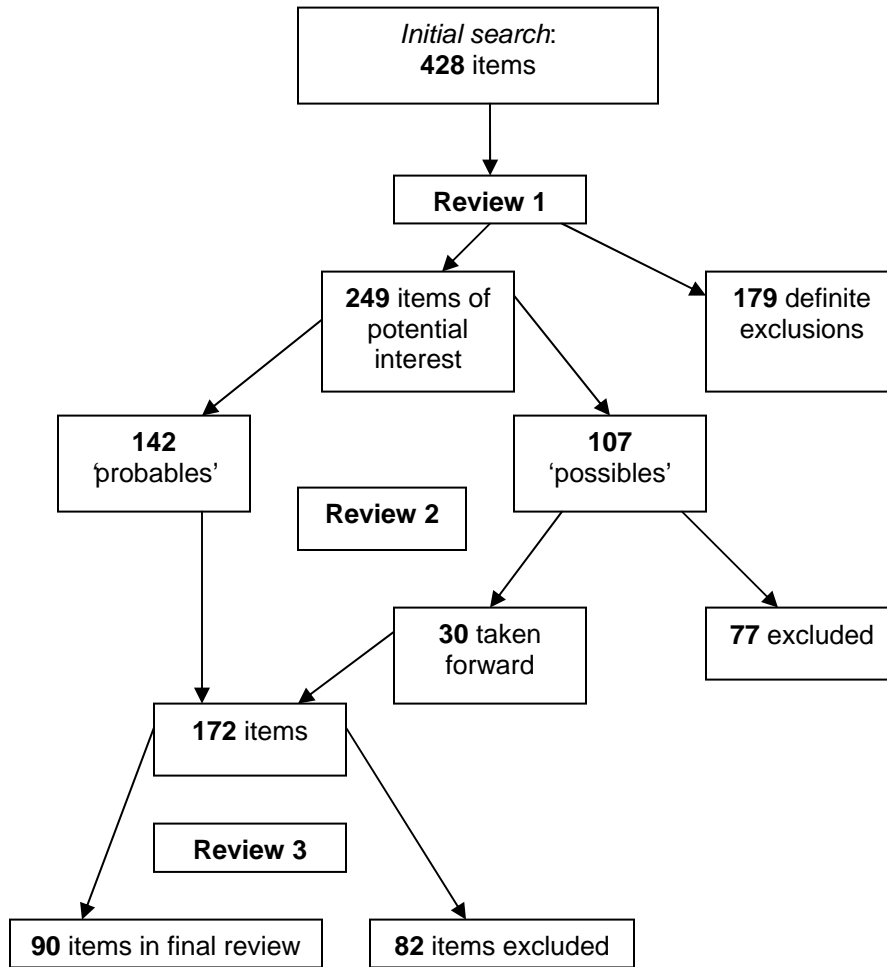 Initial search:
428 items
Review 1
249 items of
potential
interest
179 definite
exclusions
142
‘probables’
107
‘possibles’
Review 2
30 taken
forward
77 excluded
172 items
Review 3
90 items in final review
82 items excluded